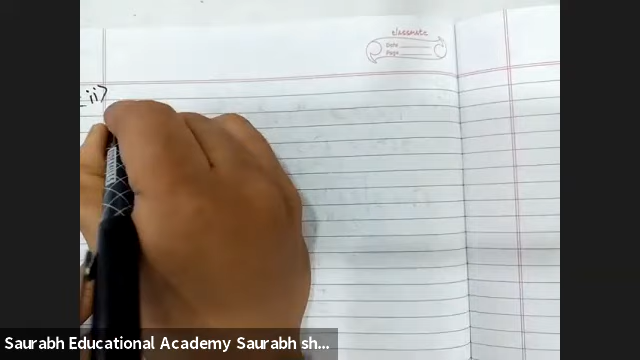 classmate
Date
Page
ii)
Saurabh Educational Academy Saurabh sh...